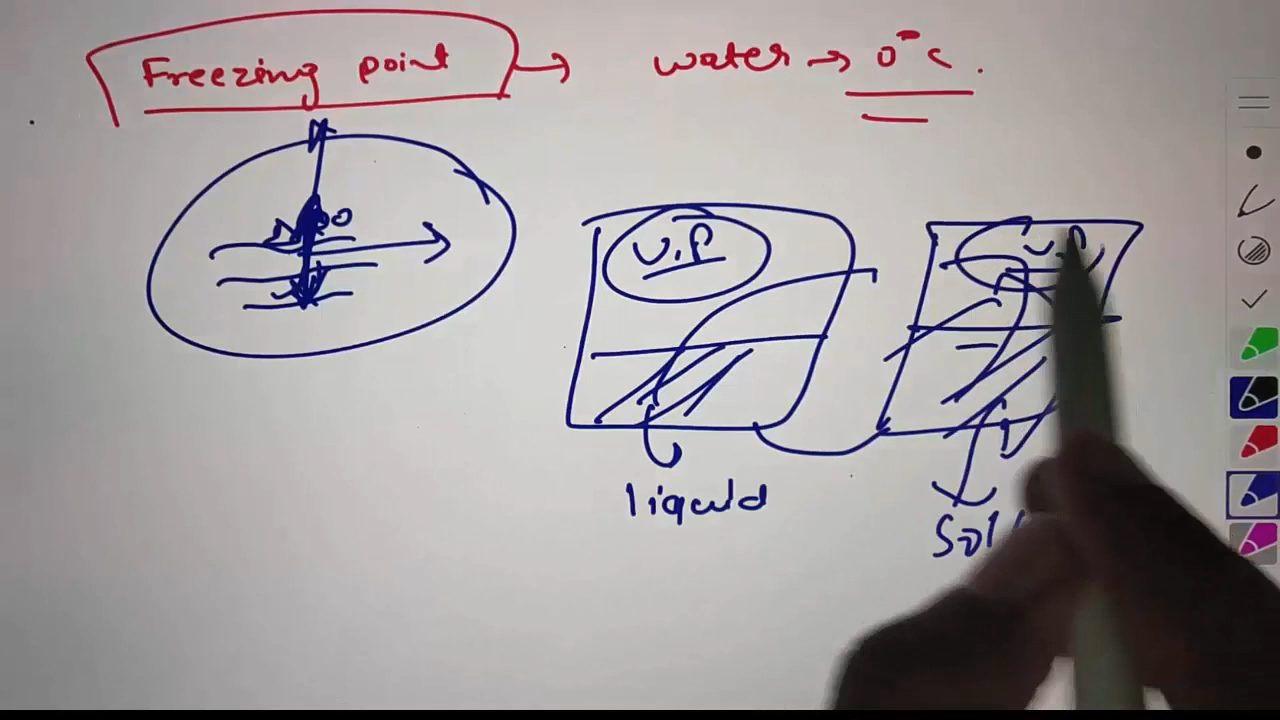 Freezing point → water → 0°C.
v.p v.p
liquid